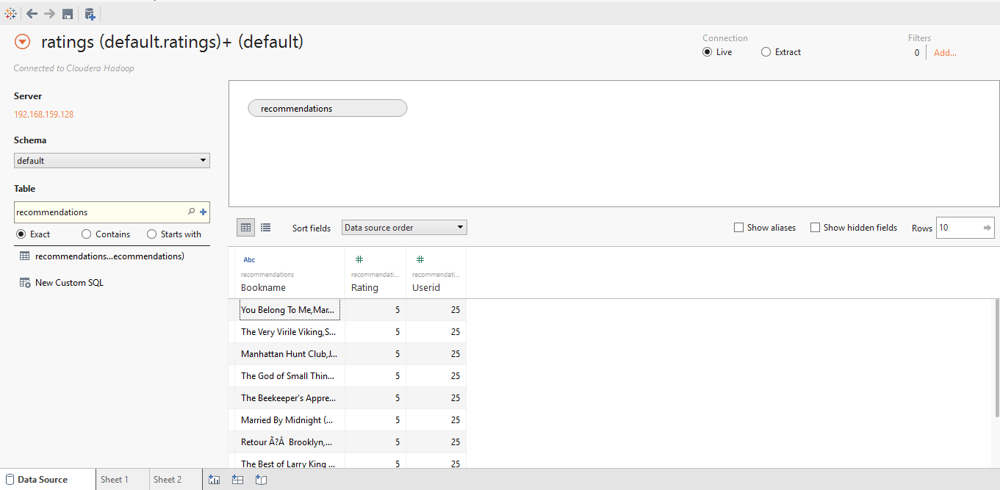 ratings (default.ratings)+ (default)
Connection
Live
Extract
Filters
0
Add...
Connected to Cloudera Hadoop
Server
192.168.159.128
Schema
default
Table
recommendations
Exact
Contains
Starts with
recommendations...ecommendations)
New Custom SQL
recommendations
Sort fields
Data source order
Show aliases
Show hidden fields
Rows
10
Abc
recommendations
Bookname
#
recommendati...
Rating
#
recommendati...
Userid
You Belong To Me,Mar... 5 25
The Very Virile Viking,S... 5 25
Manhattan Hunt Club,J... 5 25
The God of Small Thin... 5 25
The Beekeeper's Appre... 5 25
Married By Midnight (... 5 25
Retour Ã?Â  Brooklyn,... 5 25
The Best of Larry King ... 5 25
Data Source
Sheet 1
Sheet 2